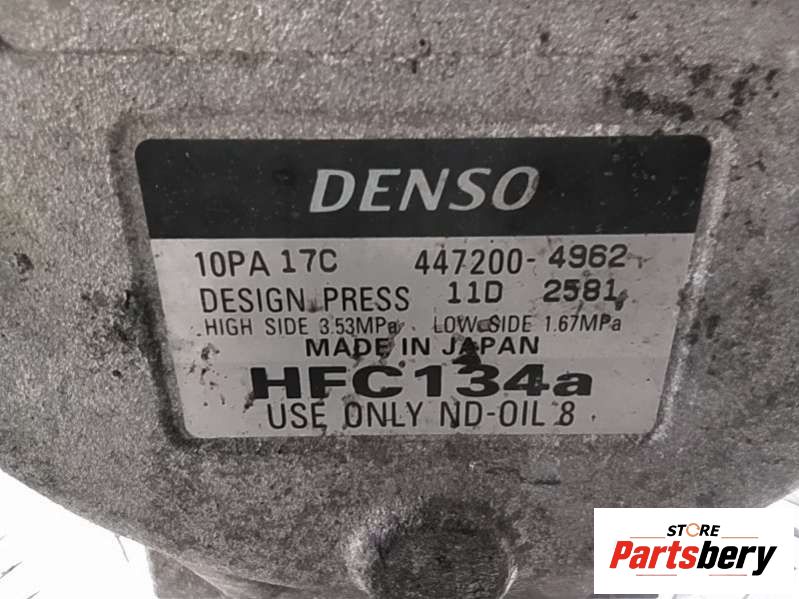 DENSO
10PA 17C 447200-4962
DESIGN PRESS 11D 2581
HIGH SIDE 3.53MPa LOW SIDE 1.67MPa
MADE IN JAPAN
HFC134a
USE ONLY ND-OIL 8
STORE
Partsbery